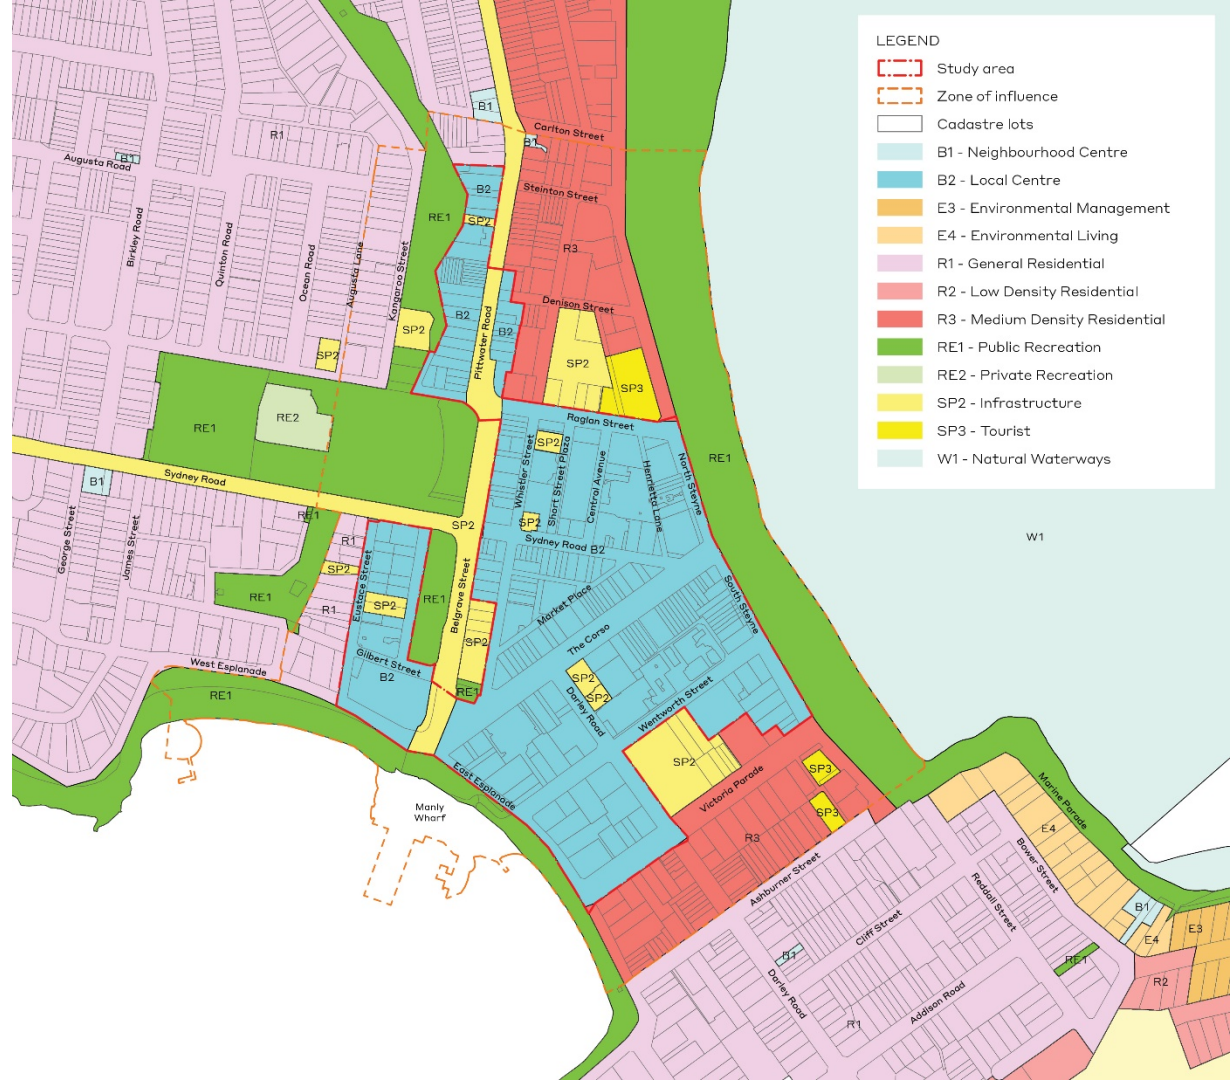 LEGEND
Study area
Zone of influence
Cadastre lots
B1 - Neighbourhood Centre
B2 - Local Centre
E3 - Environmental Management
E4 - Environmental Living
R1 - General Residential
R2 - Low Density Residential
R3 - Medium Density Residential
RE1 - Public Recreation
RE2 - Private Recreation
SP2 - Infrastructure
SP3 - Tourist
W1 - Natural Waterways
B1
Carlton Street
R1
B1
Augusta Road
B1
B2
Steinton Street
RE1
SP2
Birkley Road
Quinton Road
Ocean Road
Augusta Lane
Kangaroo Street
R3
Denison Street
B2
B2
SP2
Pittwater Road
SP2
SP2
SP3
RE2
RE1
Raglan Street
SP2
Whistler Street
Short Street Plaza
Central Avenue
Henrietta Lane
North Steyne
RE1
Sydney Road
B1
RE1
SP2
SP2
Sydney Road
B2
W1
George Street
James Street
R1
SP2
Eustace Street
SP2
RE1
R1
RE1
Belgrave Street
Market Place
South Steyne
The Corso
SP2
Gilbert Street
B2
West Esplanade
RE1
RE1
SP2
SP2
Darley Road
Wentworth Street
SP2
East Esplanade
Victoria Parade
SP3
SP3
Manly
Wharf
R3
Marine Parade
E4
Bower Street
Ashburner Street
Reddall Street
Cliff Street
B1
E3
E4
B1
RE1
R2
Darley Road
Addison Road
R1